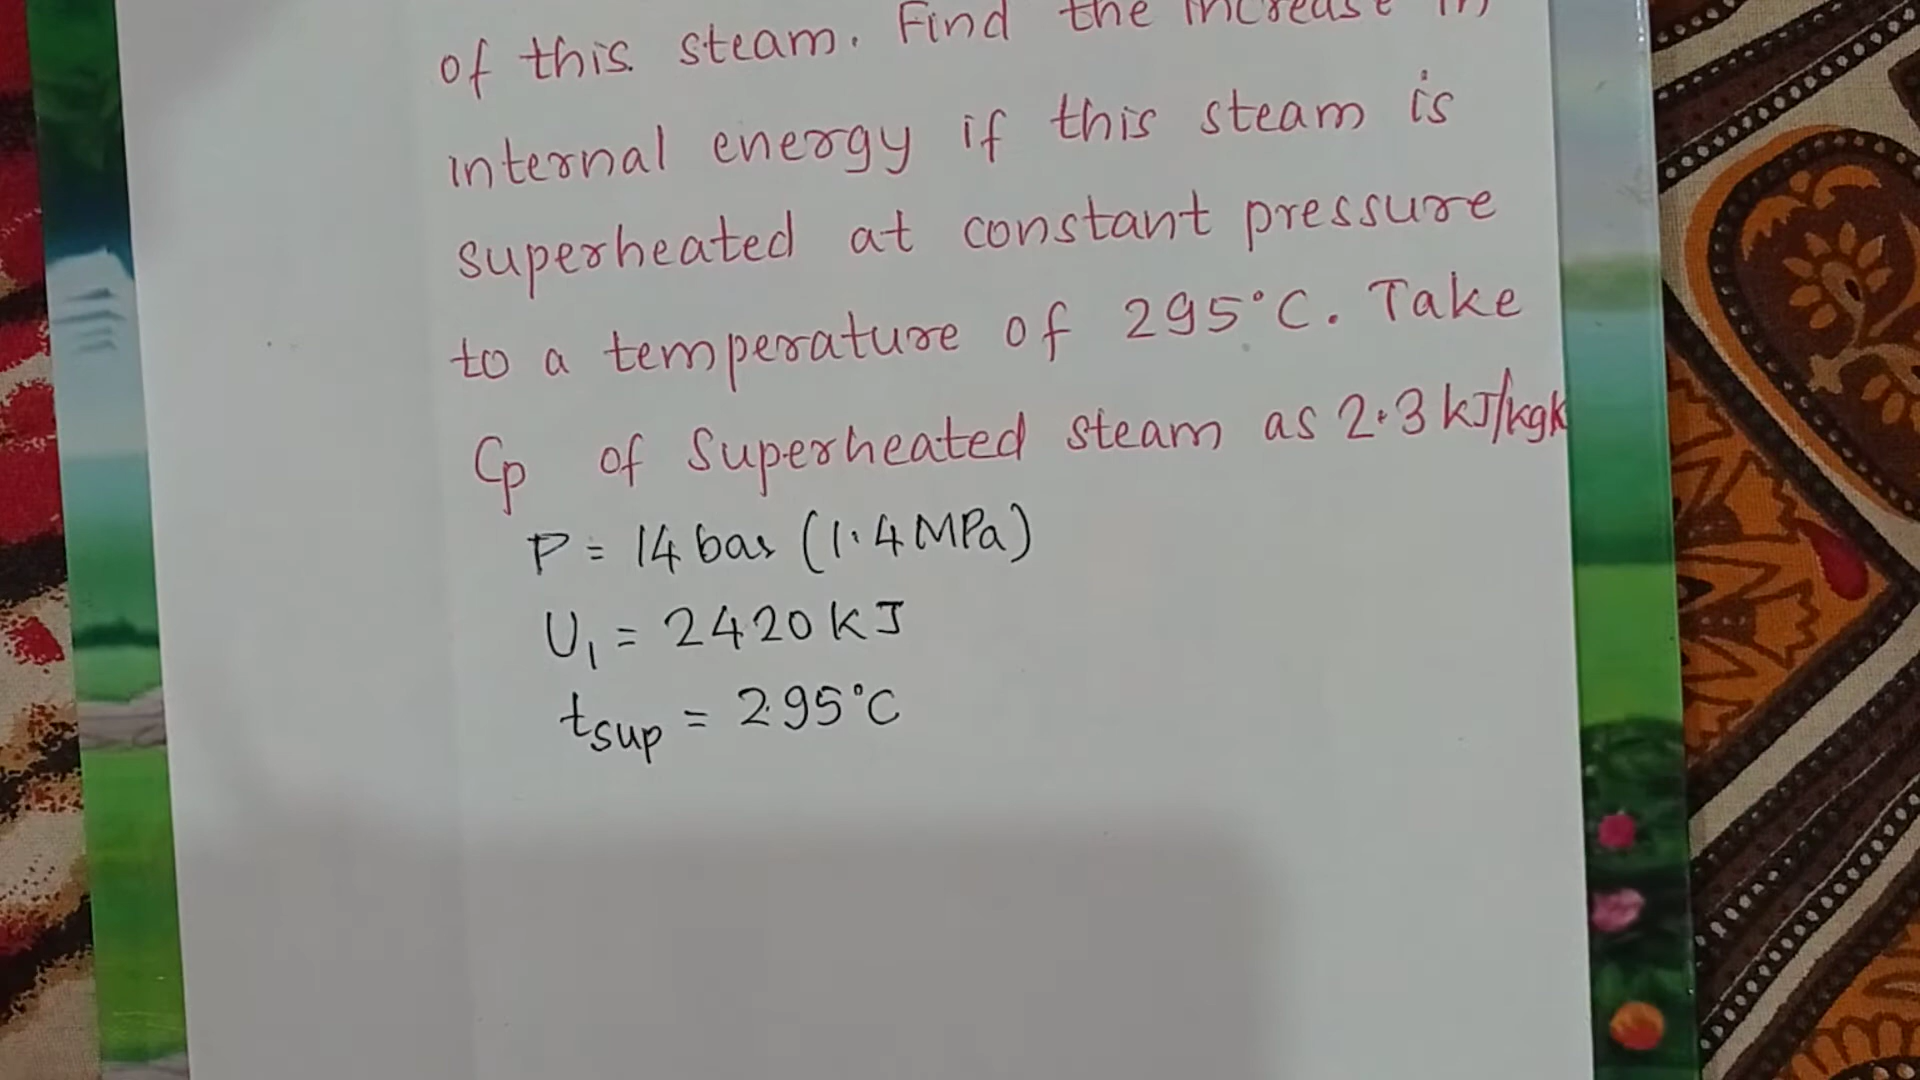 of this steam. Find the increase in
internal energy if this steam is
superheated at constant pressure
to a temperature of 295°C. Take
Cp of Superheated steam as 2.3 kJ/kgk
P = 14 bar (1.4 MPa)
U₁ = 2420 kJ
tsup = 295°C